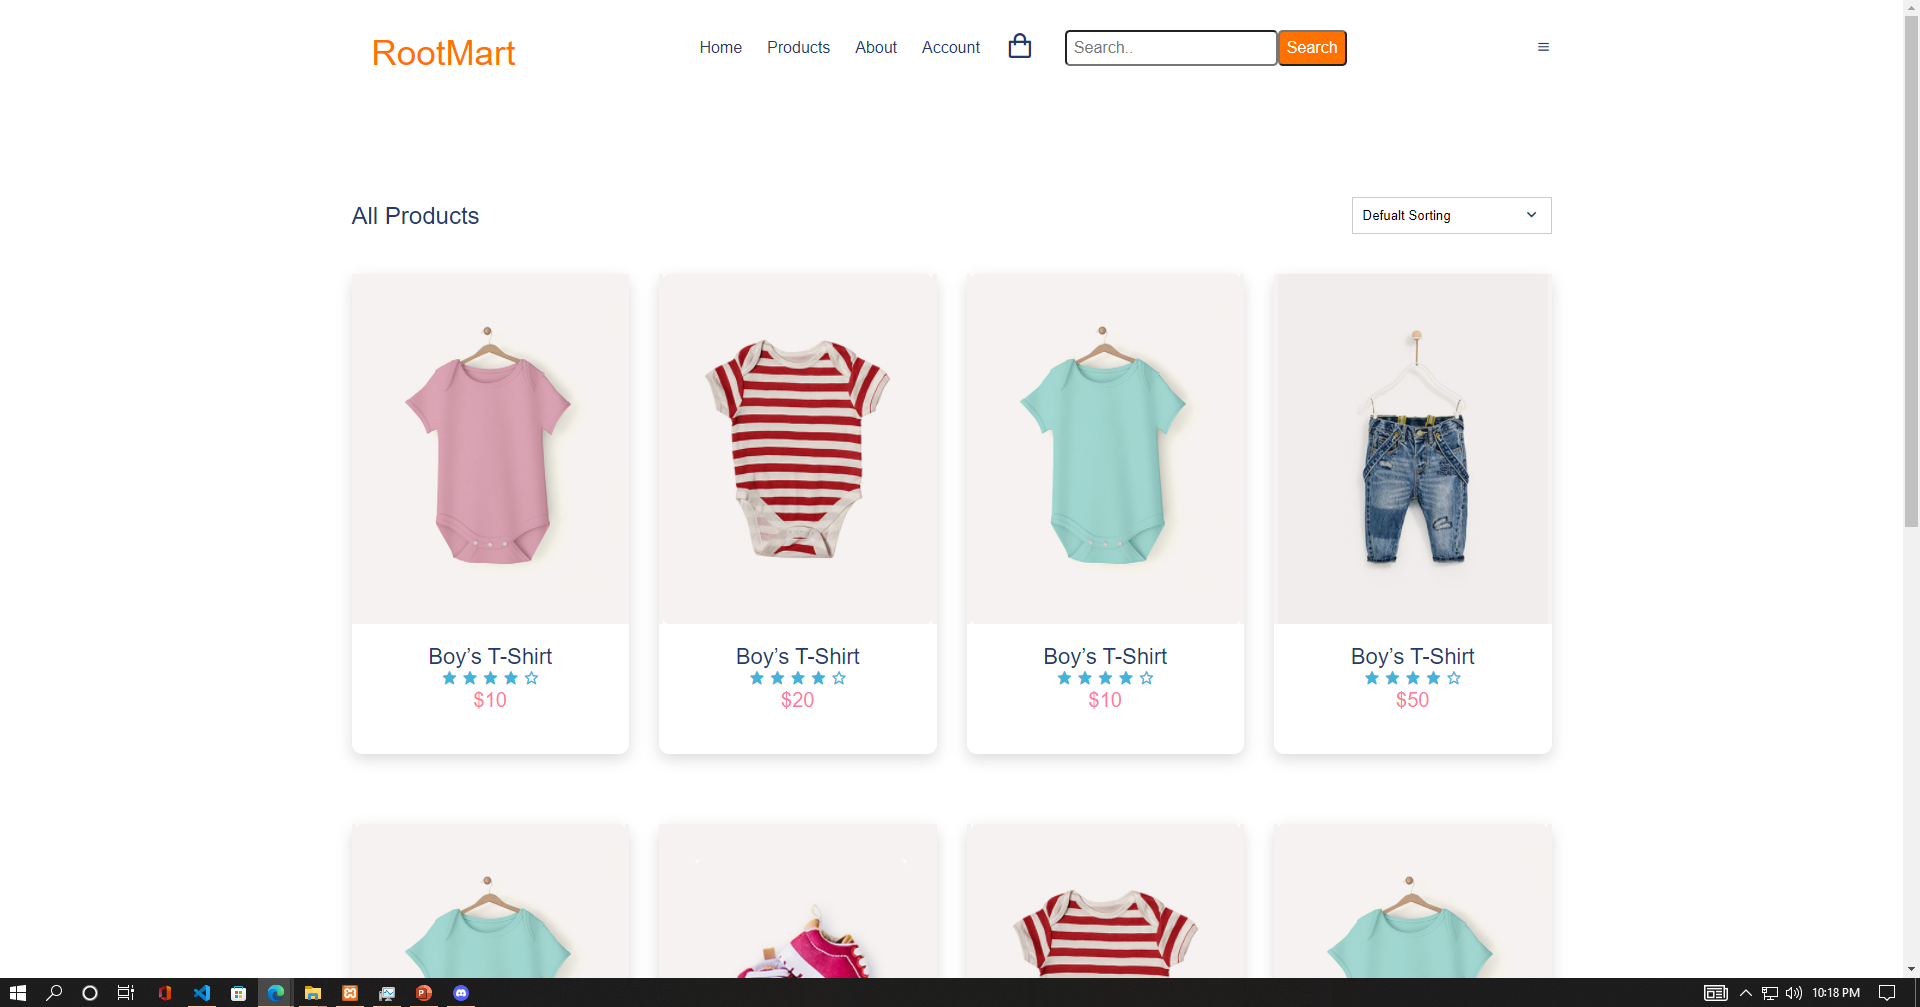 RootMart
Home Products About Account Search.. Search
All Products
Defualt Sorting
Boy’s T-Shirt
$10
Boy’s T-Shirt
$20
Boy’s T-Shirt
$10
Boy’s T-Shirt
$50
10:18 PM